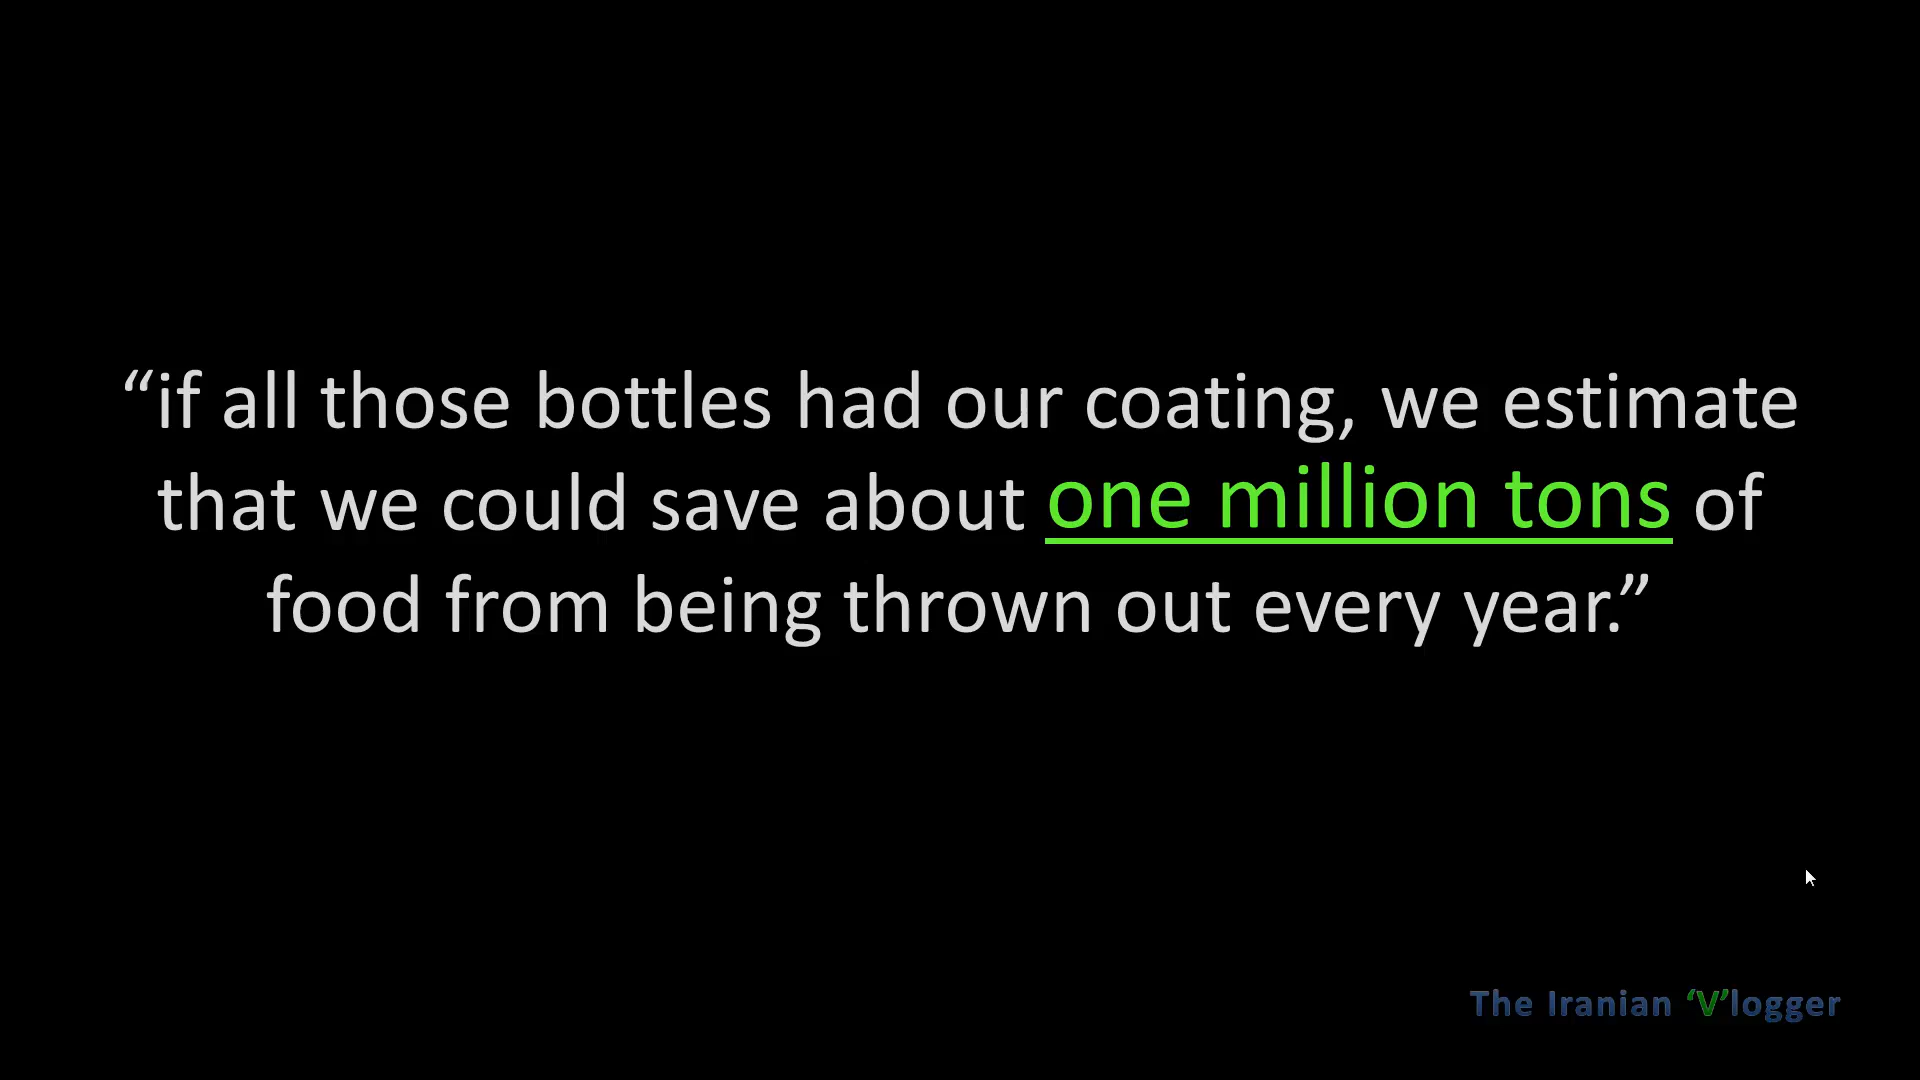 “if all those bottles had our coating, we estimate
that we could save about one million tons of
food from being thrown out every year.”
The Iranian ‘V’logger